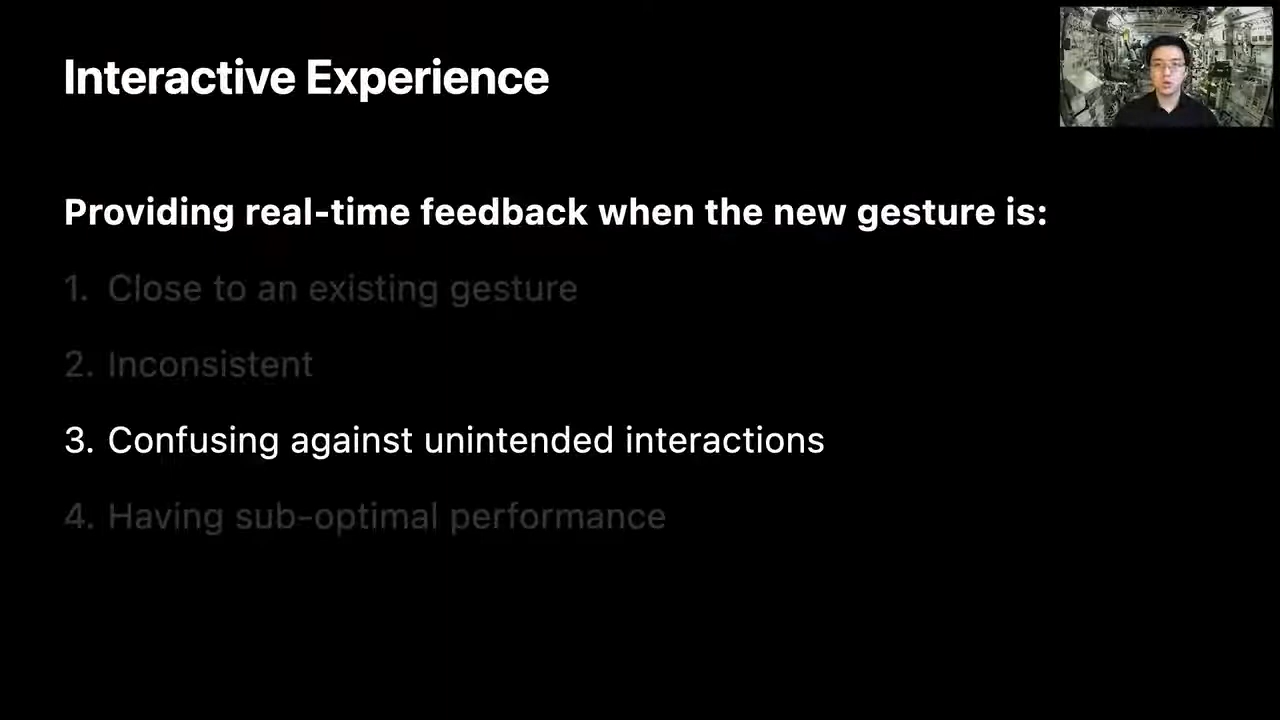 Interactive Experience
Providing real-time feedback when the new gesture is:
1. Close to an existing gesture
2. Inconsistent
3. Confusing against unintended interactions
4. Having sub-optimal performance